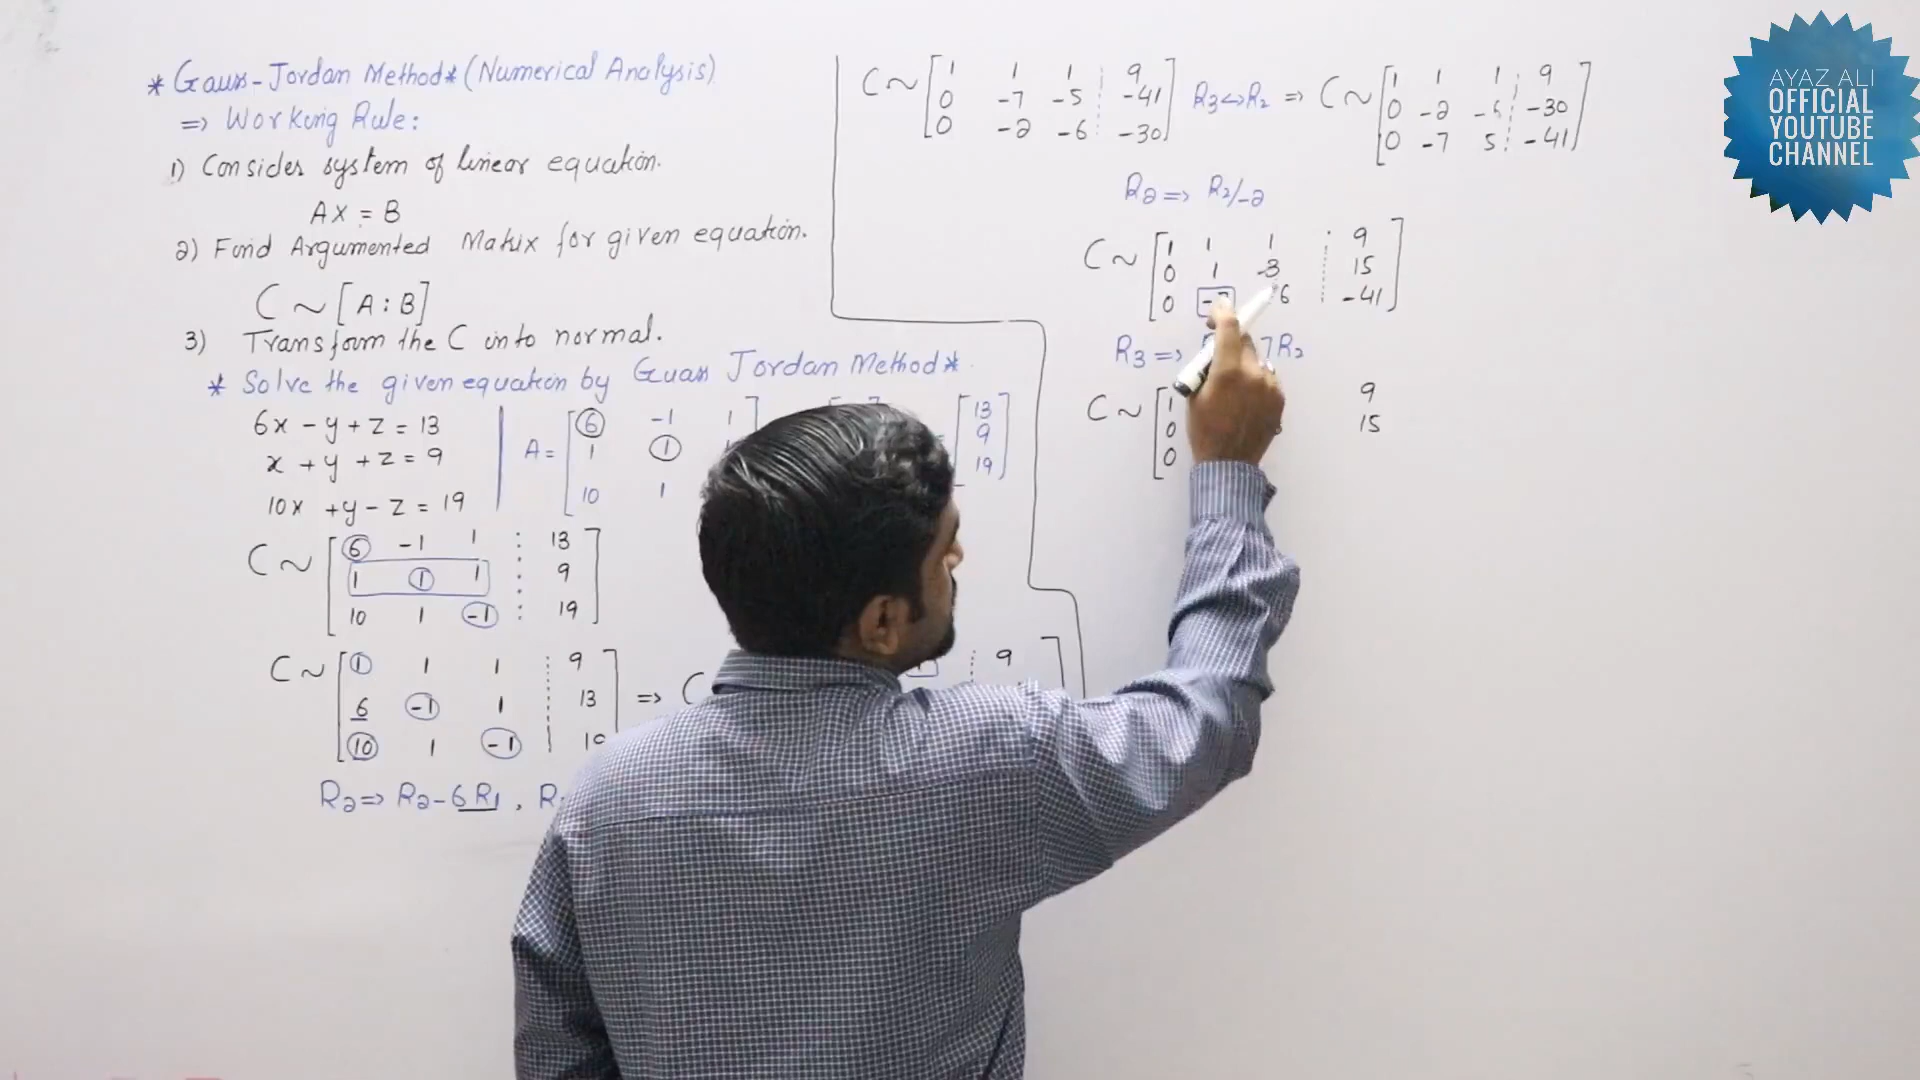 * Gauss-Jordan Method* (Numerical Analysis)
=> Working Rule:
1) Consider system of linear equation.
AX = B
2) Find Argumented Matrix for given equation.
C ~ [A : B]
3) Transform the C into normal.
* Solve the given equation by Guass Jordan Method*
6x - y + z = 13
x + y + z = 9
10x + y - z = 19
A = [ 6 -1 1
1 1
10 1
13
9
19
C ~ [ 6 -1 1 : 13 ]
1 1 1 : 9
10 1 -1 : 19
C ~ [ 1 1 1 : 9 ] => C
6 -1 1 : 13
10 1 -1
9
R2 => R2 - 6R1 ,
C ~ [ 1 1 1 : 9 ]
0 -7 -5 : -41
0 -2 -6 : -30
R3 <-> R2 => C ~ [ 1 1 1 : 9 ]
0 -2 -6 : -30
0 -7 5 : -41
R2 => R2/-2
C ~ [ 1 1 1 : 9 ]
0 1 -3 : 15
0 6 : -41
R3 => 7R2
C ~ [ 1 9
0 15
0
AYAZ ALI
OFFICIAL
YOUTUBE
CHANNEL